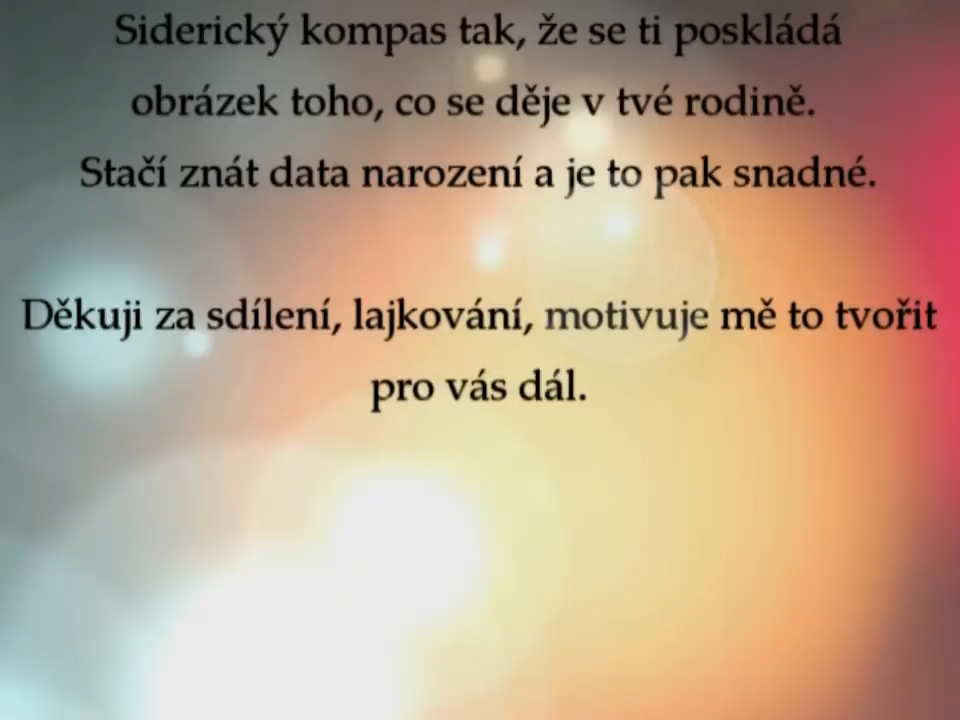 Siderický kompas tak, že se ti poskládá
obrázek toho, co se děje v tvé rodině.
Stačí znát data narození a je to pak snadné.
Děkuji za sdílení, lajkování, motivuje mě to tvořit
pro vás dál.